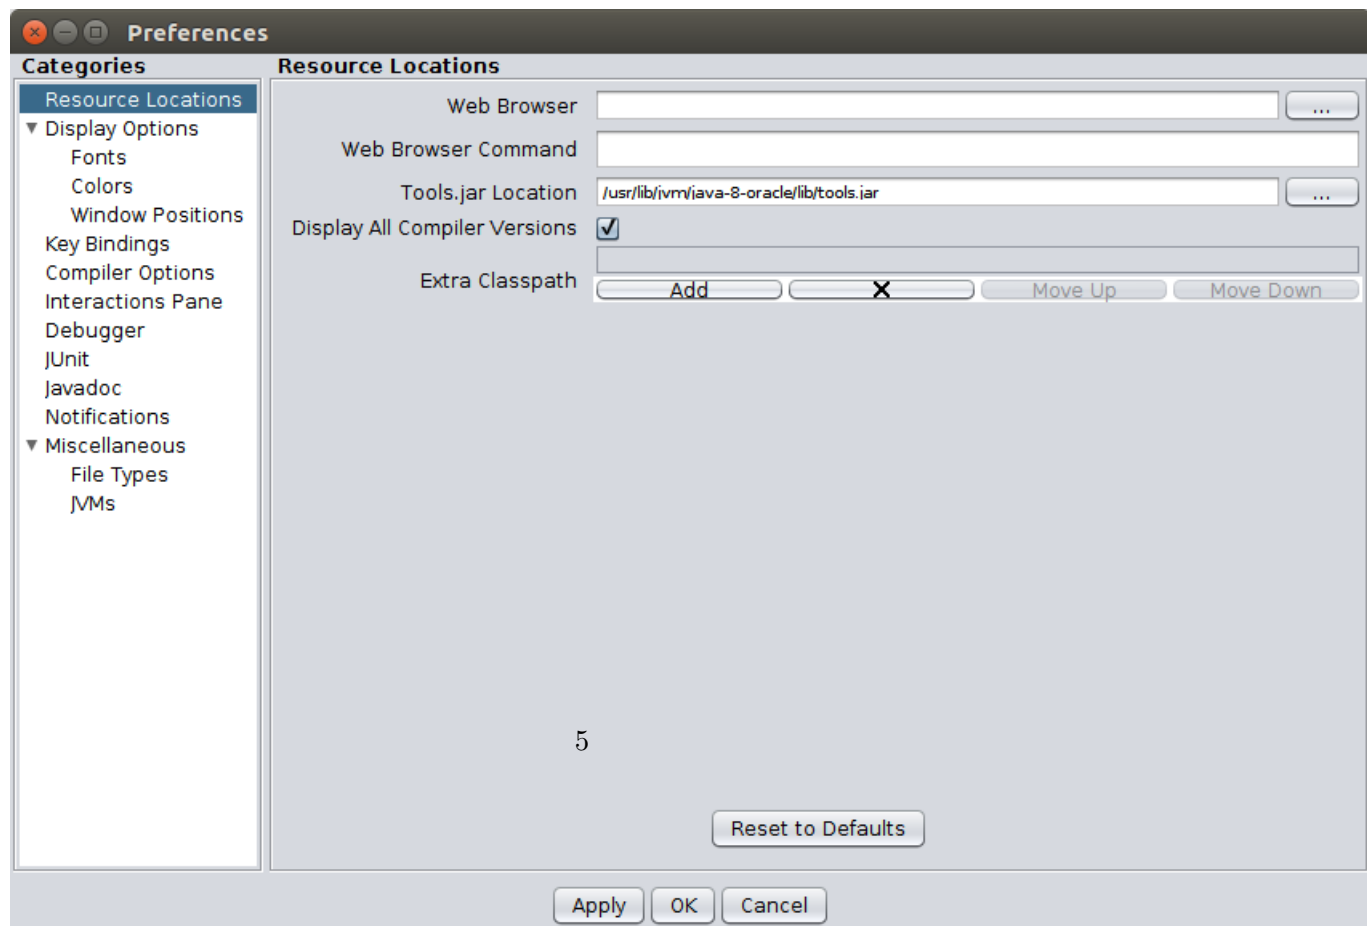 Preferences
Categories
Resource Locations
Display Options
Fonts
Colors
Window Positions
Key Bindings
Compiler Options
Interactions Pane
Debugger
JUnit
Javadoc
Notifications
Miscellaneous
File Types
JVMs
Resource Locations
Web Browser ...
Web Browser Command
Tools.jar Location /usr/lib/jvm/java-8-oracle/lib/tools.jar ...
Display All Compiler Versions
Extra Classpath
Add X Move Up Move Down
5
Reset to Defaults
Apply OK Cancel